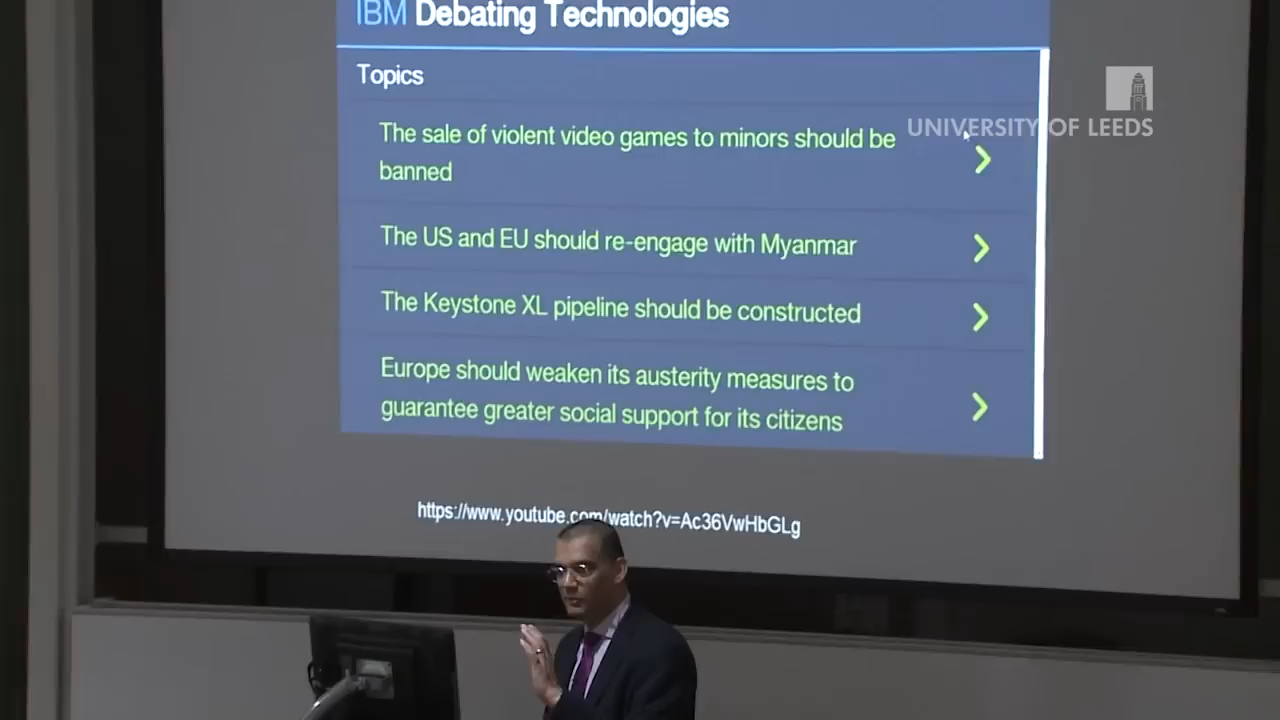 IBM Debating Technologies
Topics
UNIVERSITY OF LEEDS
The sale of violent video games to minors should be
banned
The US and EU should re-engage with Myanmar
The Keystone XL pipeline should be constructed
Europe should weaken its austerity measures to
guarantee greater social support for its citizens
https://www.youtube.com/watch?v=Ac36VwHbGLg